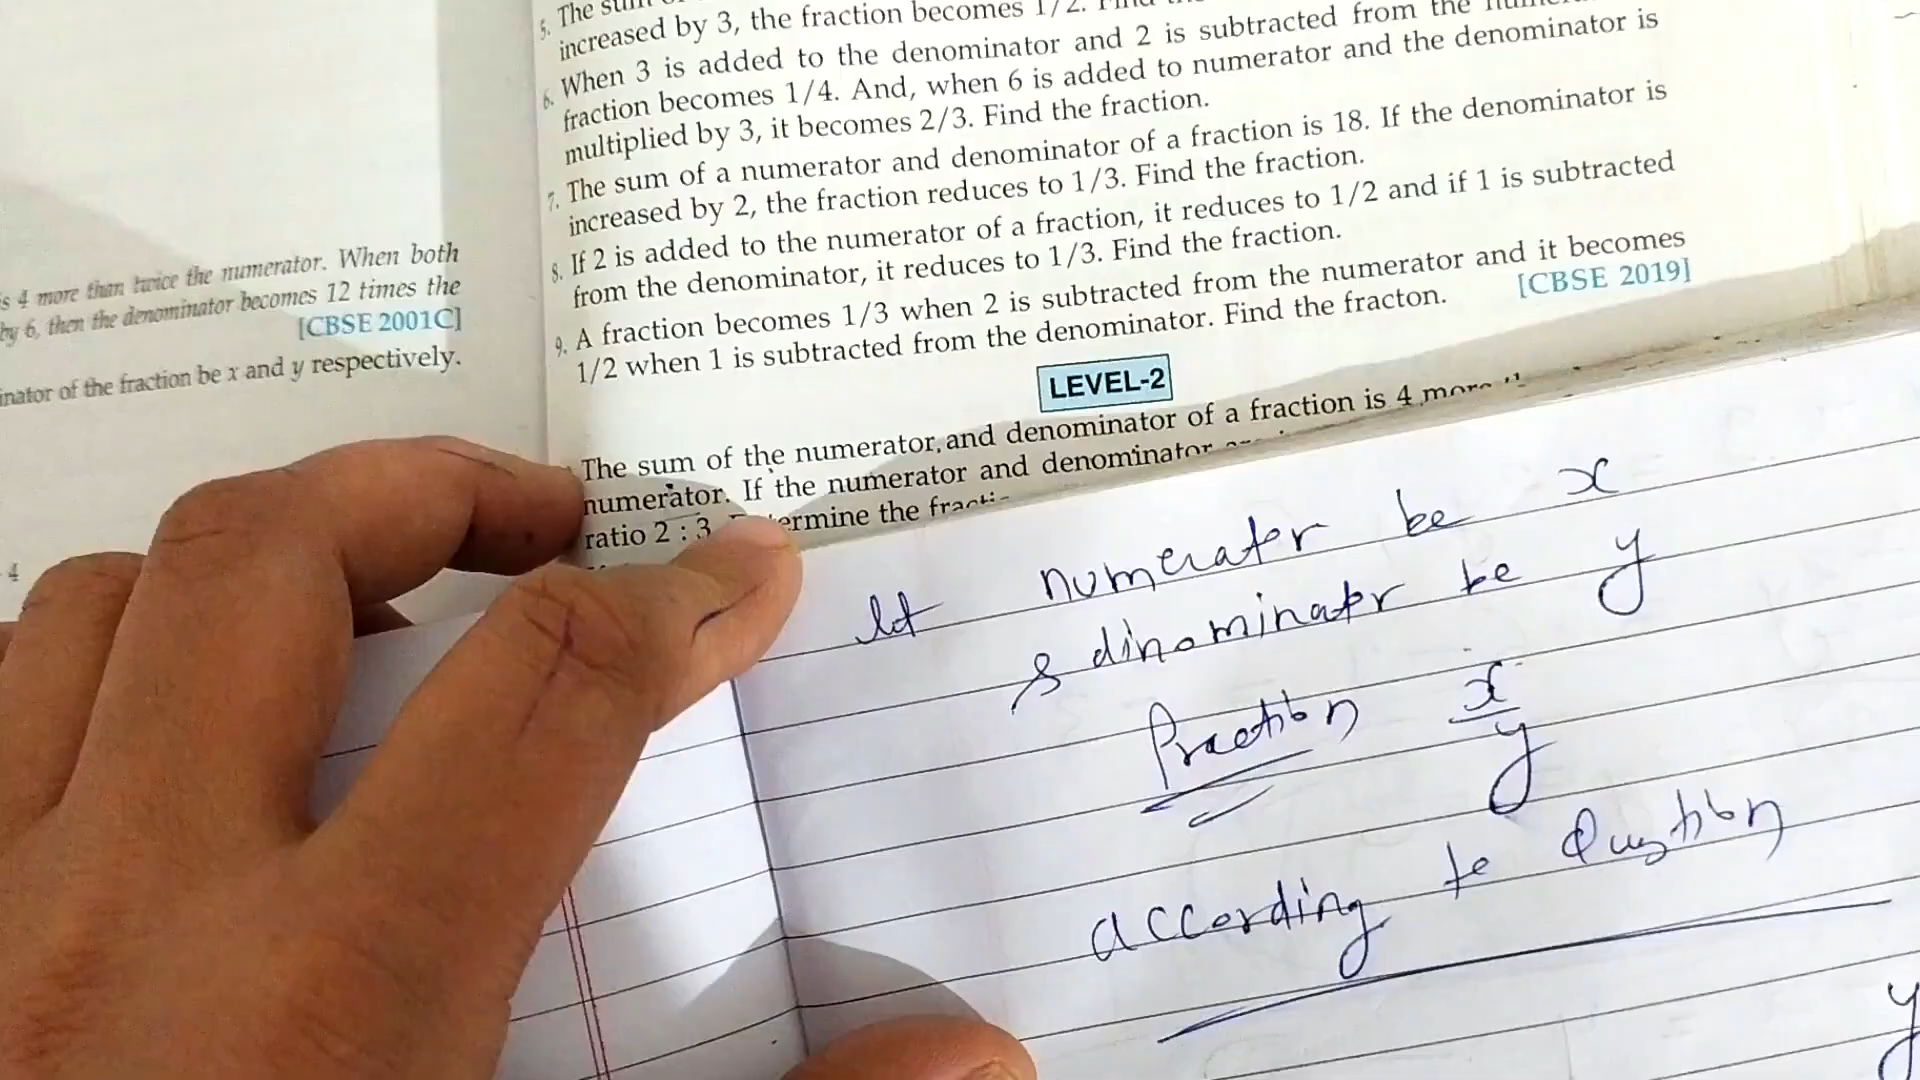 s 4 more than twice the numerator. When both
by 6, then the denominator becomes 12 times the
[CBSE 2001C]
inator of the fraction be x and y respectively.
4
5. The sum
increased by 3, the fraction becomes 1/2.
6. When 3 is added to the denominator and 2 is subtracted from the
fraction becomes 1/4. And, when 6 is added to numerator and the denominator is
multiplied by 3, it becomes 2/3. Find the fraction.
7. The sum of a numerator and denominator of a fraction is 18. If the denominator is
increased by 2, the fraction reduces to 1/3. Find the fraction.
8. If 2 is added to the numerator of a fraction, it reduces to 1/2 and if 1 is subtracted
from the denominator, it reduces to 1/3. Find the fraction.
9. A fraction becomes 1/3 when 2 is subtracted from the numerator and it becomes
1/2 when 1 is subtracted from the denominator. Find the fracton. [CBSE 2019]
LEVEL-2
The sum of the numerator and denominator of a fraction is 4 more
numerator. If the numerator and denominator
ratio 2 : 3. ermine the fracti
let numerator be x
& dinominator be y
fraction x/y
according to Question
y